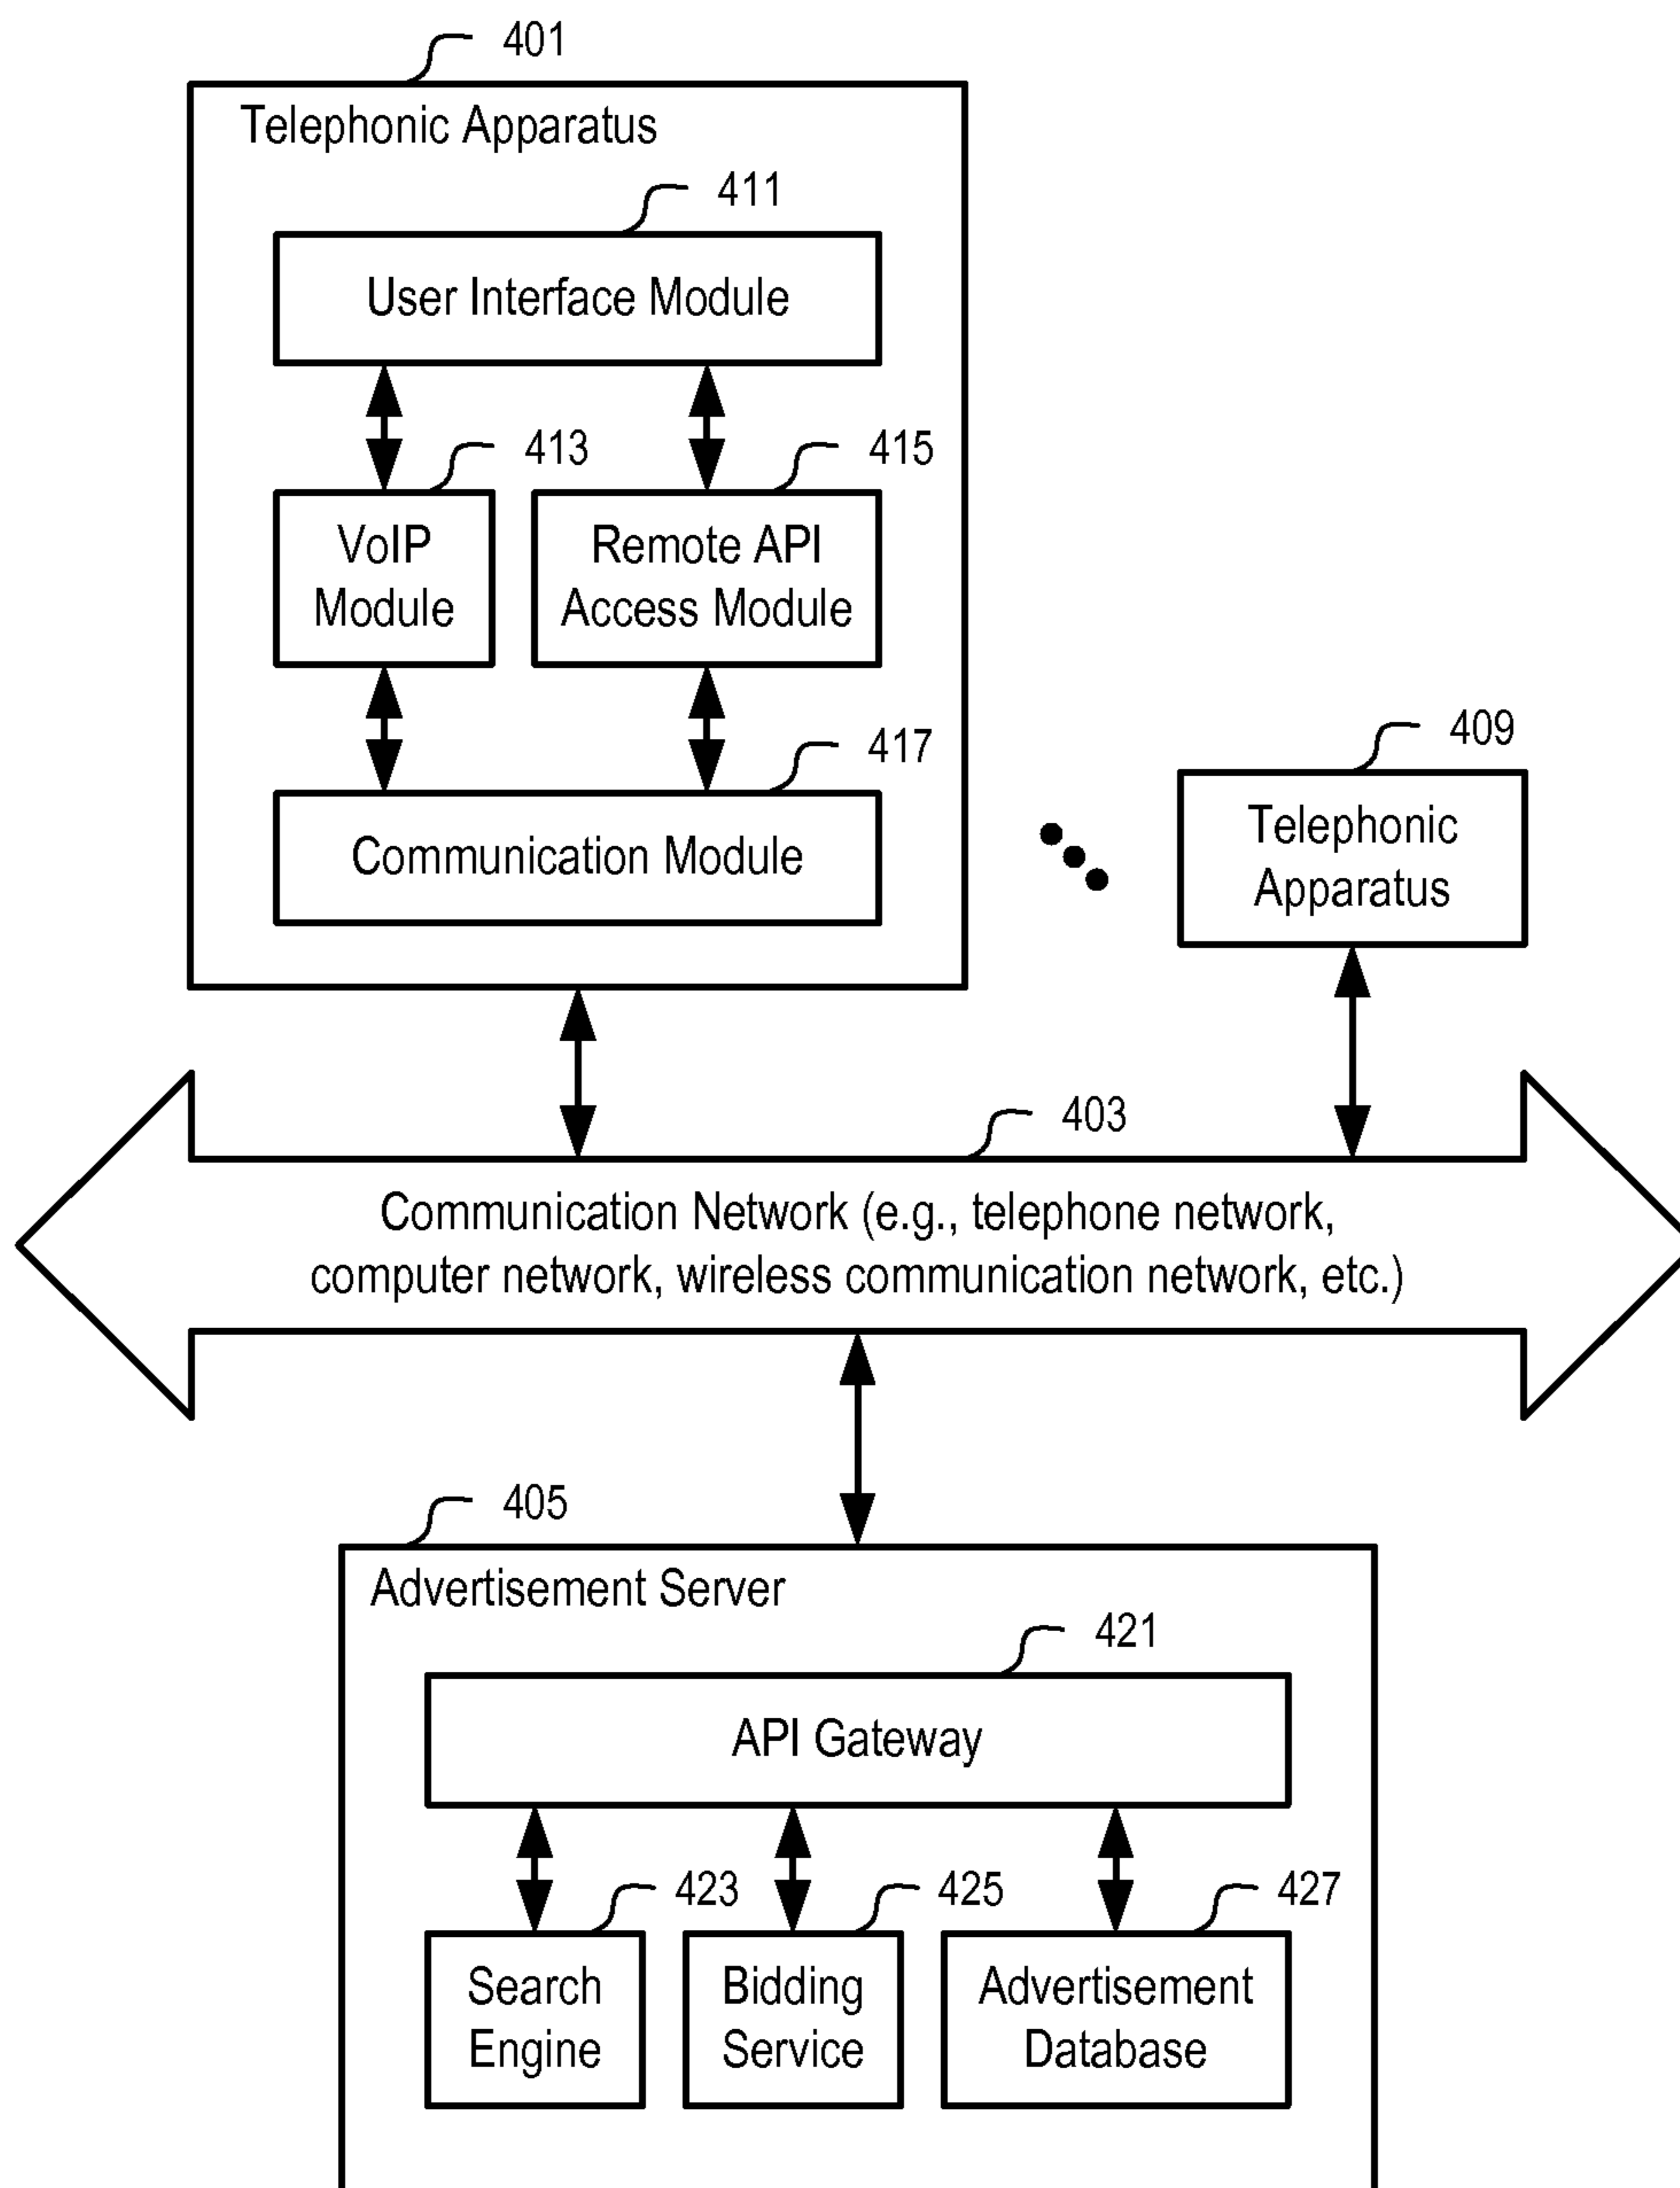 401
Telephonic Apparatus
411
User Interface Module
413
415
VoIP
Module
Remote API
Access Module
417
Communication Module
409
Telephonic
Apparatus
403
Communication Network (e.g., telephone network,
computer network, wireless communication network, etc.)
405
Advertisement Server
421
API Gateway
423
425
427
Search
Engine
Bidding
Service
Advertisement
Database